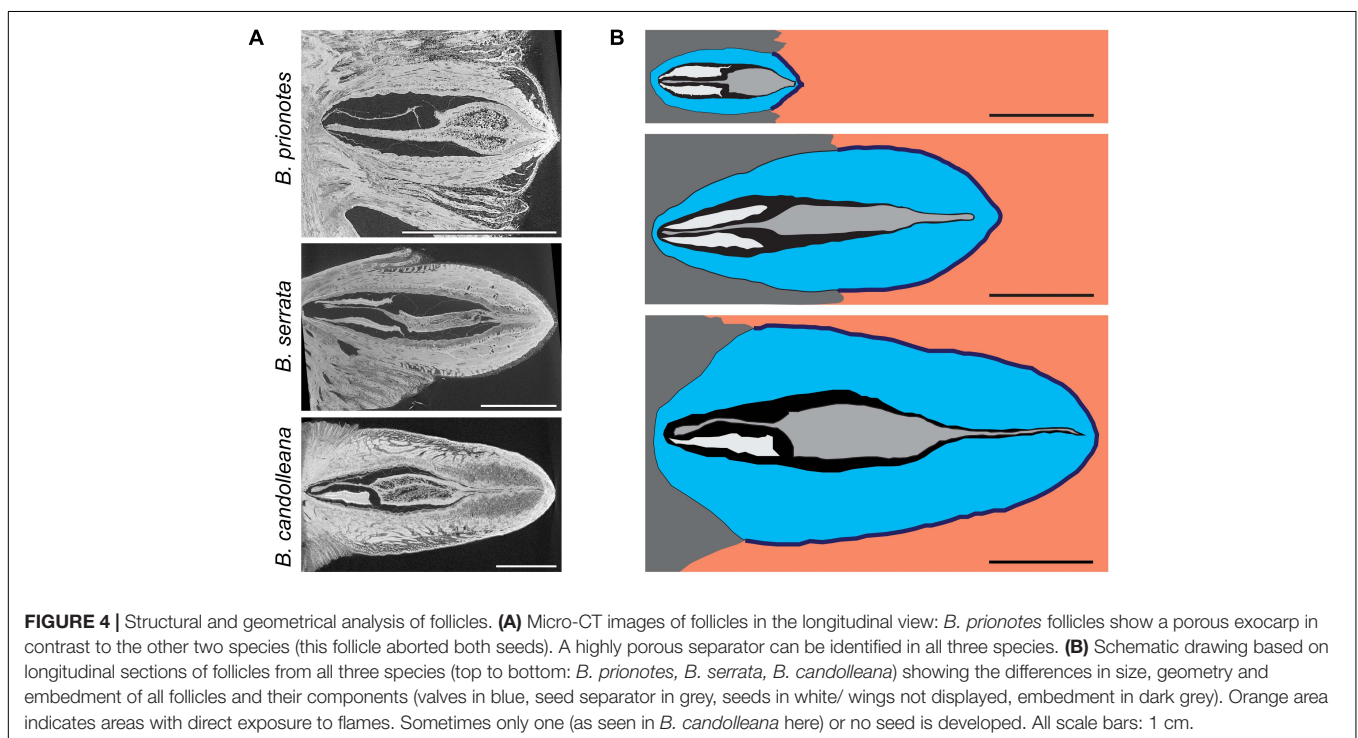 A
B
B. prionotes
B. serrata
B. candolleana
FIGURE 4 | Structural and geometrical analysis of follicles. (A) Micro-CT images of follicles in the longitudinal view: B. prionotes follicles show a porous exocarp in
contrast to the other two species (this follicle aborted both seeds). A highly porous separator can be identified in all three species. (B) Schematic drawing based on
longitudinal sections of follicles from all three species (top to bottom: B. prionotes, B. serrata, B. candolleana) showing the differences in size, geometry and
embedment of all follicles and their components (valves in blue, seed separator in grey, seeds in white/ wings not displayed, embedment in dark grey). Orange area
indicates areas with direct exposure to flames. Sometimes only one (as seen in B. candolleana here) or no seed is developed. All scale bars: 1 cm.